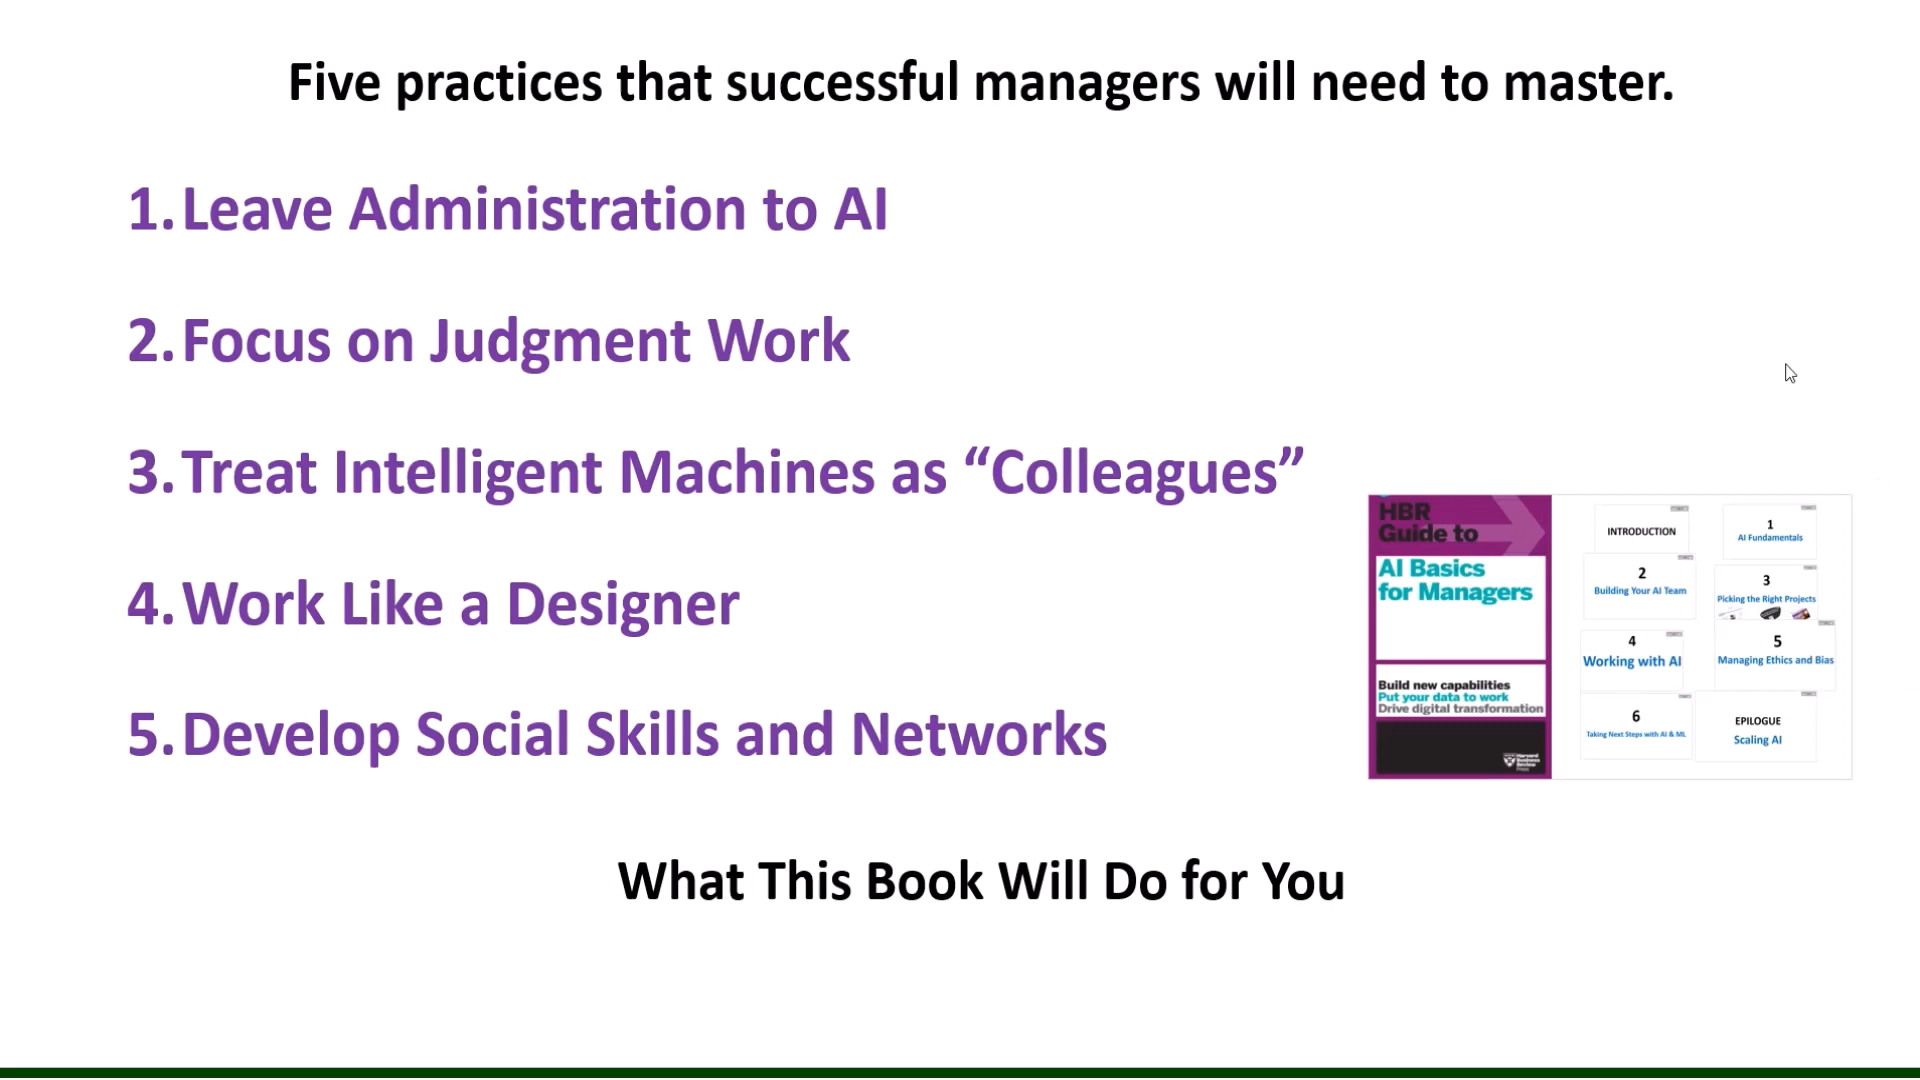 Five practices that successful managers will need to master.
1. Leave Administration to AI
2. Focus on Judgment Work
3. Treat Intelligent Machines as “Colleagues”
4. Work Like a Designer
5. Develop Social Skills and Networks
What This Book Will Do for You
HBR
Guide to
AI Basics
for Managers
Build new capabilities
Put your data to work
Drive digital transformation
Harvard
Business
Review
Press
INTRODUCTION
1
AI Fundamentals
2
Building Your AI Team
3
Picking the Right Projects
4
Working with AI
5
Managing Ethics and Bias
6
Taking Next Steps with AI & ML
EPILOGUE
Scaling AI